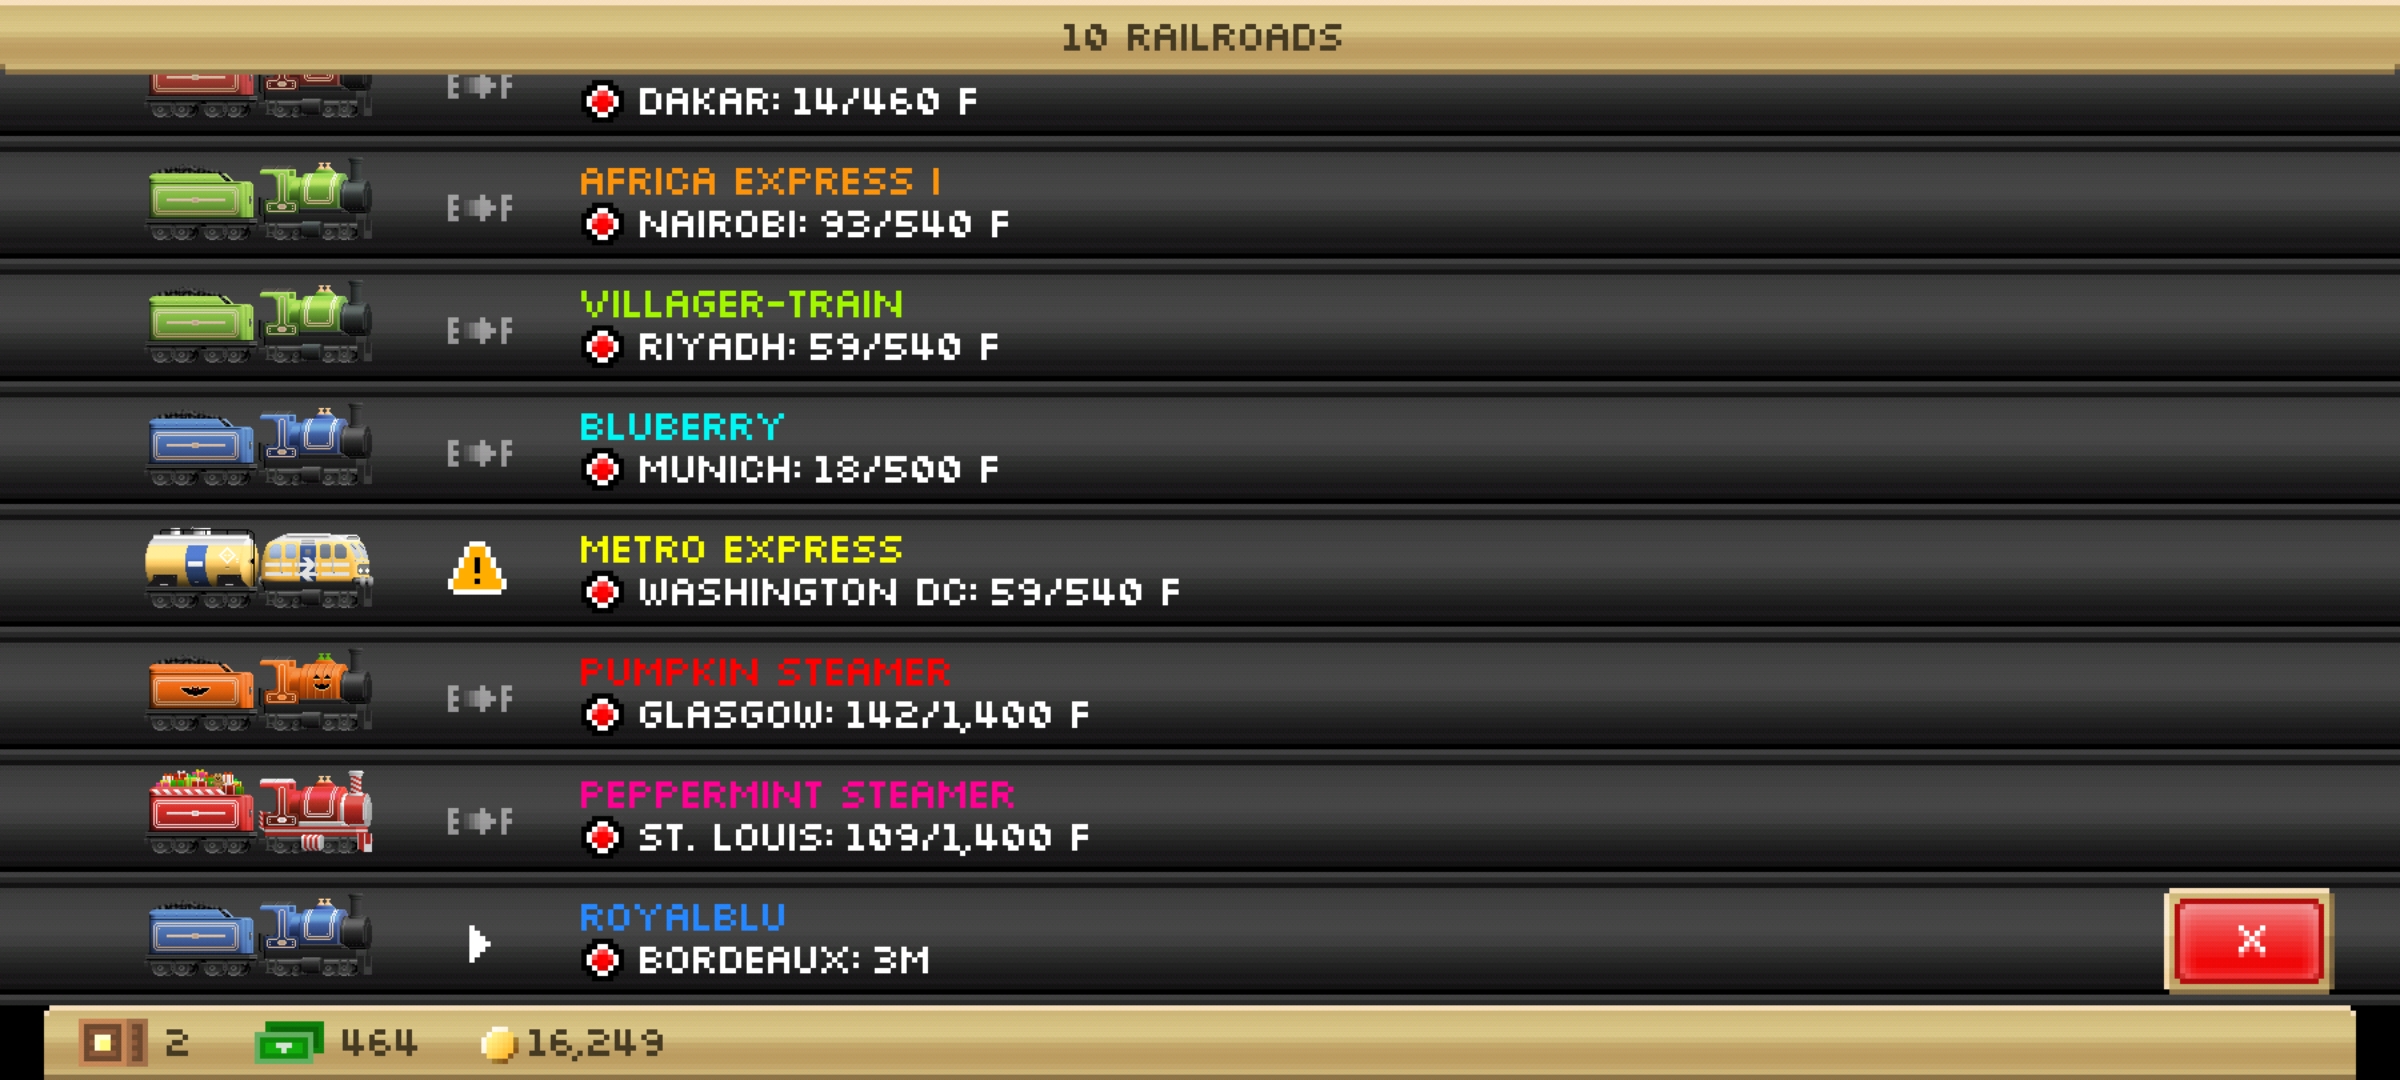 10 RAILROADS
E F
DAKAR: 14/460 F
AFRICA EXPRESS I
E F
NAIROBI: 93/540 F
VILLAGER-TRAIN
E F
RIYADH: 59/540 F
BLUBERRY
E F
MUNICH: 18/500 F
METRO EXPRESS
!
WASHINGTON DC: 59/540 F
PUMPKIN STEAMER
E F
GLASGOW: 142/1,400 F
PEPPERMINT STEAMER
E F
ST. LOUIS: 109/1,400 F
ROYALBLU
BORDEAUX: 3M
X
2 464 16,249